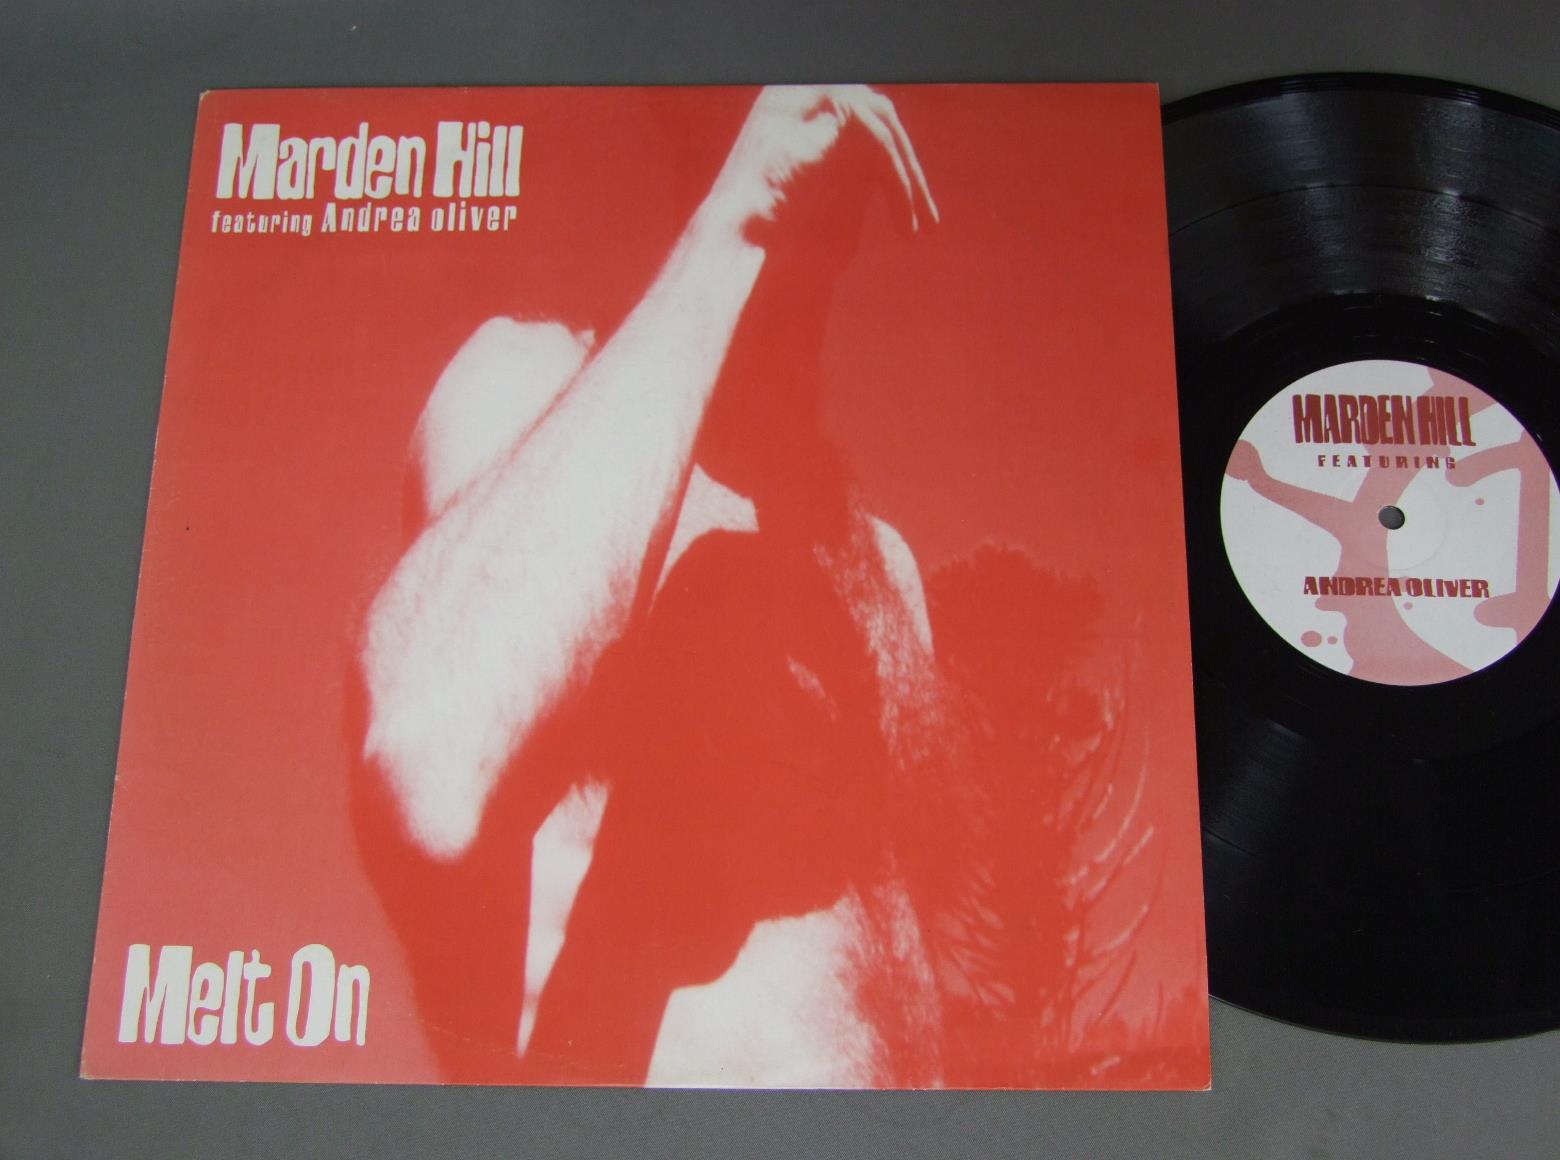 Marden Hill
featuring Andrea oliver
Melt On
MARDEN HILL
FEATURING
ANDREA OLIVER